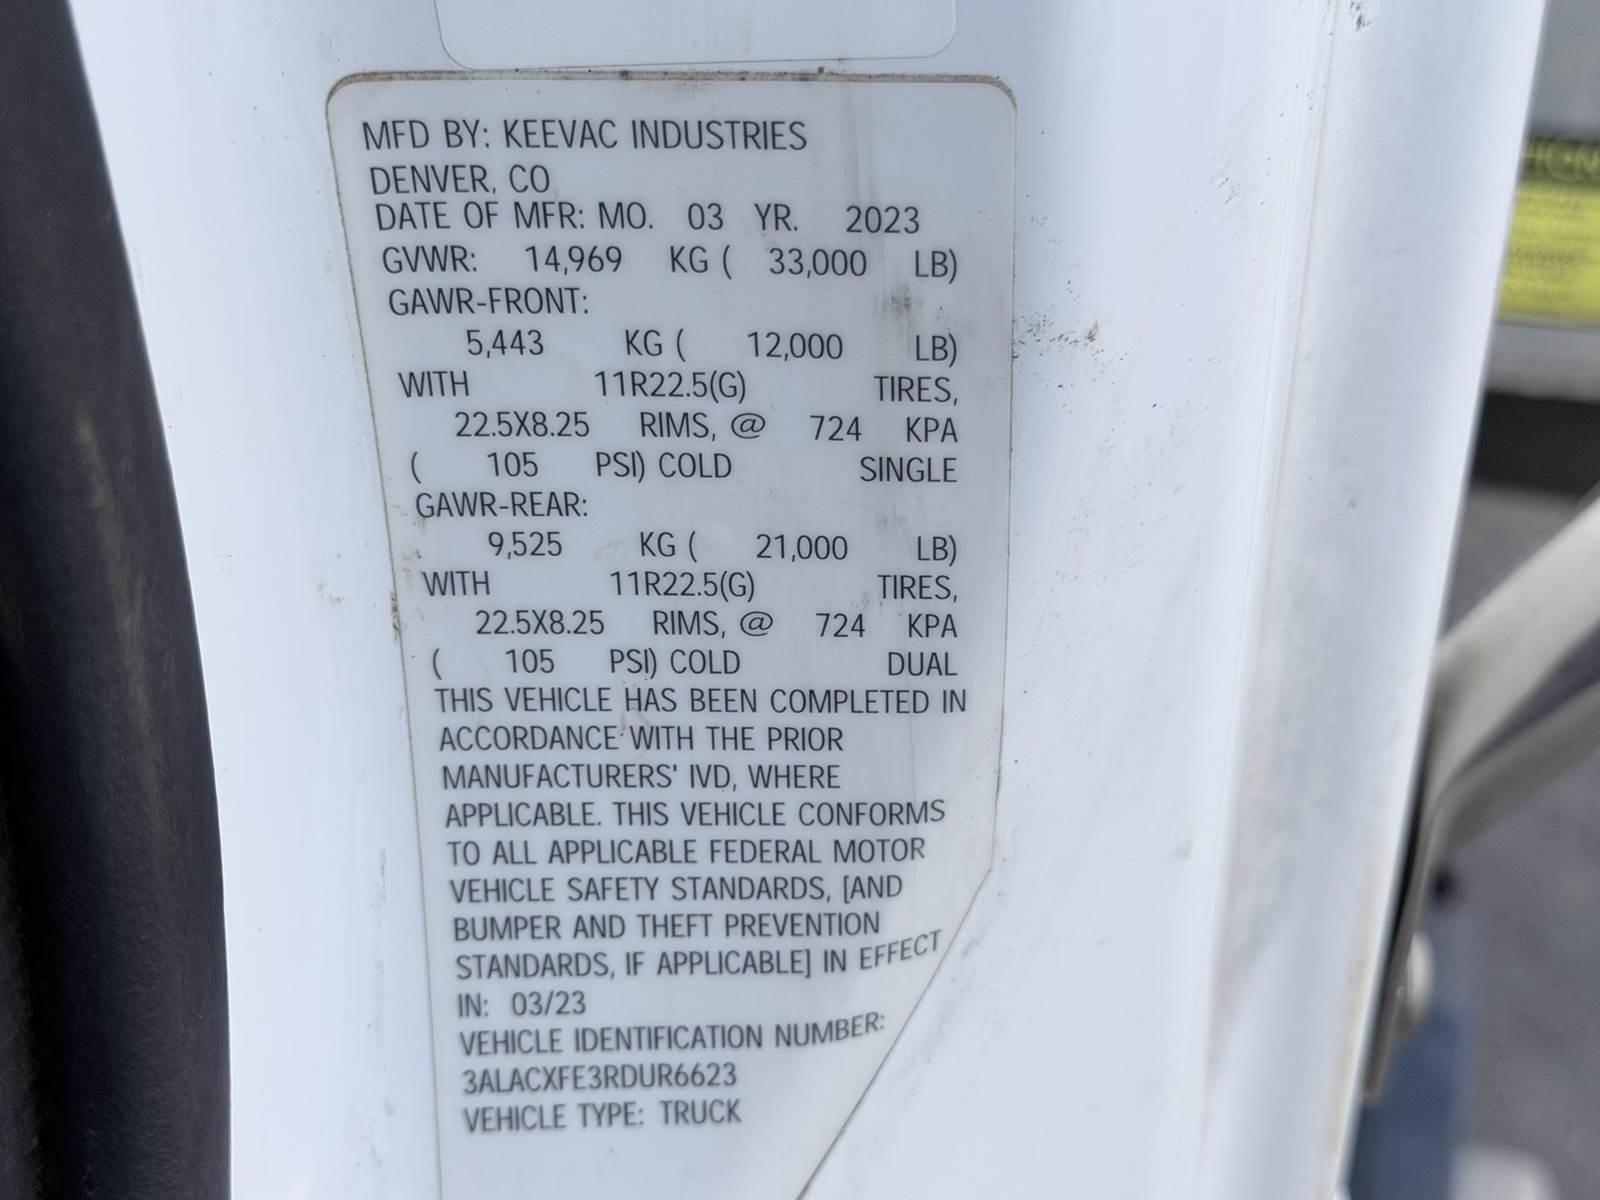 MFD BY: KEEVAC INDUSTRIES
DENVER, CO
DATE OF MFR: MO. 03 YR. 2023
GVWR: 14,969 KG ( 33,000 LB)
GAWR-FRONT:
5,443 KG ( 12,000 LB)
WITH 11R22.5(G) TIRES,
22.5X8.25 RIMS, @ 724 KPA
( 105 PSI) COLD SINGLE
GAWR-REAR:
9,525 KG ( 21,000 LB)
WITH 11R22.5(G) TIRES,
22.5X8.25 RIMS, @ 724 KPA
( 105 PSI) COLD DUAL
THIS VEHICLE HAS BEEN COMPLETED IN
ACCORDANCE WITH THE PRIOR
MANUFACTURERS' IVD, WHERE
APPLICABLE. THIS VEHICLE CONFORMS
TO ALL APPLICABLE FEDERAL MOTOR
VEHICLE SAFETY STANDARDS, [AND
BUMPER AND THEFT PREVENTION
STANDARDS, IF APPLICABLE] IN EFFECT
IN: 03/23
VEHICLE IDENTIFICATION NUMBER:
3ALACXFE3RDUR6623
VEHICLE TYPE: TRUCK